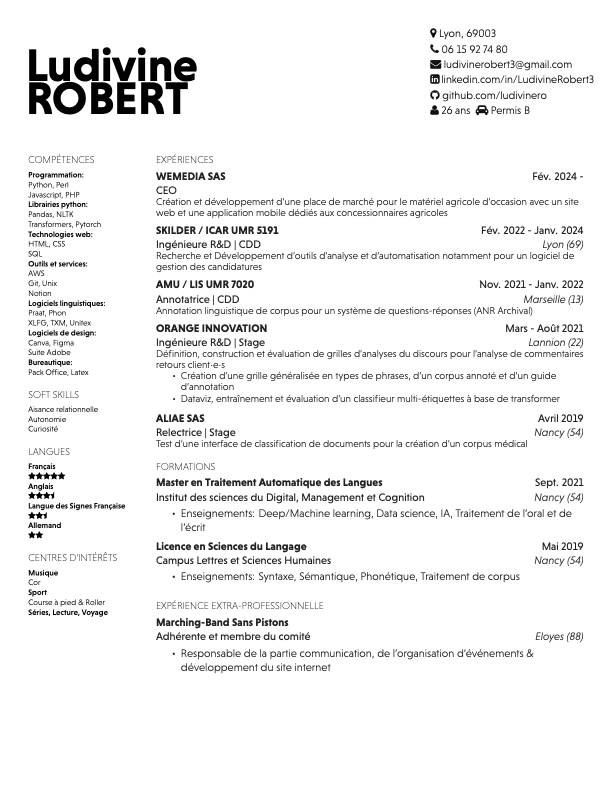 Ludivine
ROBERT
Lyon, 69003
06 15 92 74 80
ludivinerobert3@gmail.com
linkedin.com/in/LudivineRobert3
github.com/ludivinero
26 ans Permis B
COMPÉTENCES
Programmation:
Python, Perl
Javascript, PHP
Librairies python:
Pandas, NLTK
Transformers, Pytorch
Technologies web:
HTML, CSS
SQL
Outils et services:
AWS
Git, Unix
Notion
Logiciels linguistiques:
Praat, Phon
XLFG, TXM, Unitex
Logiciels de design:
Canva, Figma
Suite Adobe
Bureautique:
Pack Office, Latex
SOFT SKILLS
Aisance relationnelle
Autonomie
Curiosité
LANGUES
Français
Anglais
Langue des Signes Française
Allemand
CENTRES D'INTÉRÊTS
Musique
Cor
Sport
Course à pied & Roller
Séries, Lecture, Voyage
EXPÉRIENCES
WEMEDIA SAS Fév. 2024 -
CEO
Création et développement d'une place de marché pour le matériel agricole d'occasion avec un site
web et une application mobile dédiés aux concessionnaires agricoles
SKILDER / ICAR UMR 5191 Fév. 2022 - Janv. 2024
Ingénieure R&D | CDD Lyon (69)
Recherche et Développement d'outils d'analyse et d'automatisation notamment pour un logiciel de
gestion des candidatures
AMU / LIS UMR 7020 Nov. 2021 - Janv. 2022
Annotatrice | CDD Marseille (13)
Annotation linguistique de corpus pour un système de questions-réponses (ANR Archival)
ORANGE INNOVATION Mars - Août 2021
Ingénieure R&D | Stage Lannion (22)
Définition, construction et évaluation de grilles d'analyses du discours pour l'analyse de commentaires
retours client·e·s
• Création d'une grille généralisée en types de phrases, d'un corpus annoté et d'un guide
d'annotation
• Dataviz, entraînement et évaluation d'un classifieur multi-étiquettes à base de transformer
ALIAE SAS Avril 2019
Relectrice | Stage Nancy (54)
Test d'une interface de classification de documents pour la création d'un corpus médical
FORMATIONS
Master en Traitement Automatique des Langues Sept. 2021
Institut des sciences du Digital, Management et Cognition Nancy (54)
• Enseignements: Deep/Machine learning, Data science, IA, Traitement de l'oral et de
l'écrit
Licence en Sciences du Langage Mai 2019
Campus Lettres et Sciences Humaines Nancy (54)
• Enseignements: Syntaxe, Sémantique, Phonétique, Traitement de corpus
EXPÉRIENCE EXTRA-PROFESSIONNELLE
Marching-Band Sans Pistons
Adhérente et membre du comité Eloyes (88)
• Responsable de la partie communication, de l'organisation d'événements &
développement du site internet